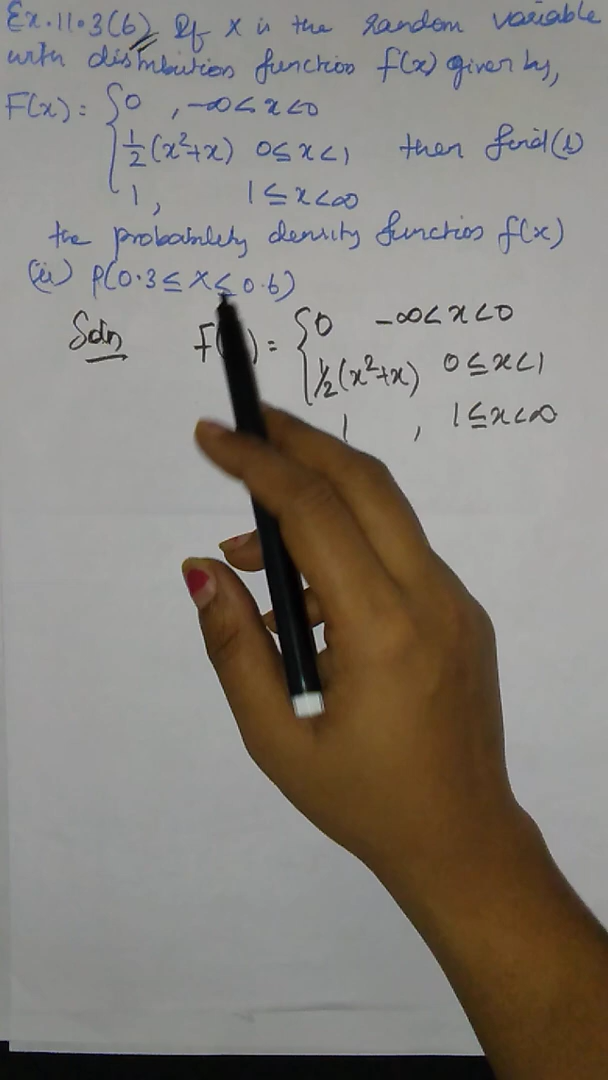 Ex.11.3(6) If x is the random variable
with distribution function f(x) given by,
F(x) = { 0 , -∞<x<0
1/2 (x²+x) 0≤x<1 then find (i)
1, 1≤x<∞
the probability density function f(x)
(ii) P(0.3≤X≤0.6)
Soln F( ) = { 0 -∞<x<0
1/2 (x²+x) 0≤x<1
1 , 1≤x<∞